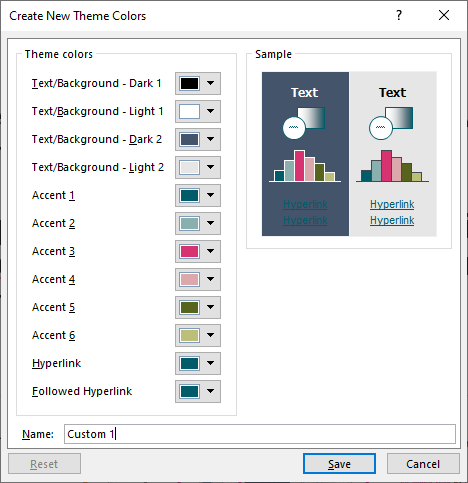 Create New Theme Colors
Theme colors
Text/Background - Dark 1
Text/Background - Light 1
Text/Background - Dark 2
Text/Background - Light 2
Accent 1
Accent 2
Accent 3
Accent 4
Accent 5
Accent 6
Hyperlink
Followed Hyperlink
Sample
Text Text
Hyperlink Hyperlink
Hyperlink Hyperlink
Name: Custom 1
Reset Save Cancel